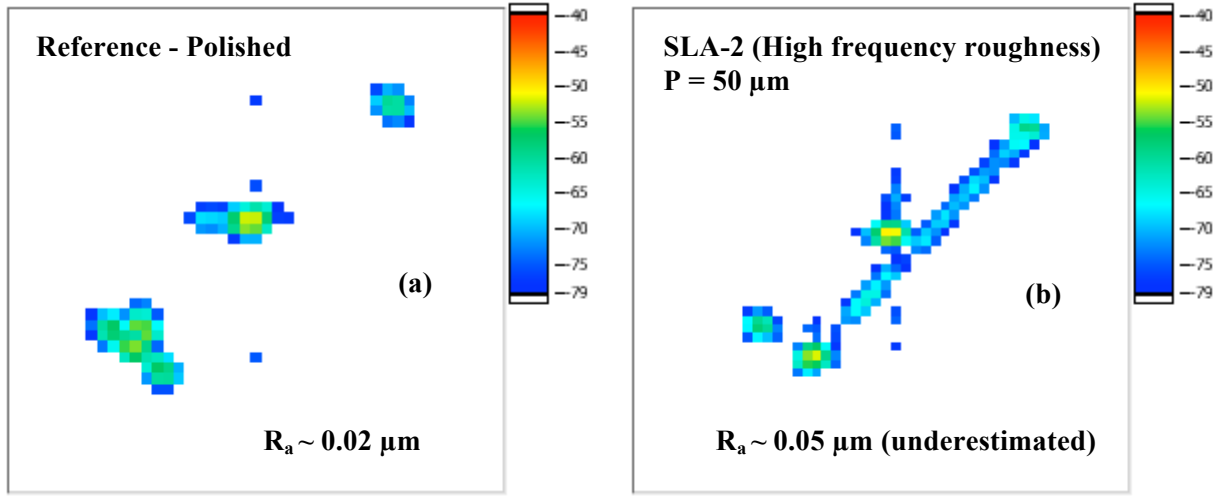 Reference - Polished
(a)
Rₐ ~ 0.02 µm
-40
-45
-50
-55
-60
-65
-70
-75
-79
SLA-2 (High frequency roughness)
P = 50 µm
(b)
Rₐ ~ 0.05 µm (underestimated)
-40
-45
-50
-55
-60
-65
-70
-75
-79